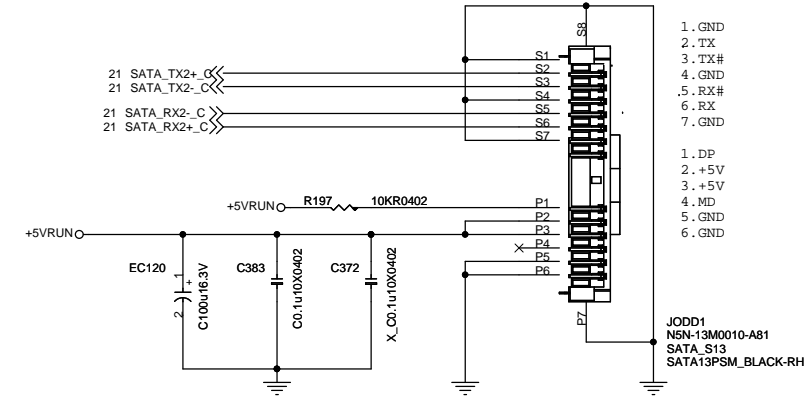 S8
1.GND
2.TX
3.TX#
4.GND
5.RX#
6.RX
7.GND
S1
21 SATA_TX2+_C S2
21 SATA_TX2-_C S3
S4
21 SATA_RX2-_C S5
21 SATA_RX2+_C S6
S7
1.DP
2.+5V
3.+5V
4.MD
5.GND
6.GND
+5VRUN R197 10KR0402 P1
P2
+5VRUN P3
P4
P5
P6
EC120
1
+
2
C100u16.3V
C383
C0.1u10X0402
C372
X_C0.1u10X0402
P7
JODD1
N5N-13M0010-A81
SATA_S13
SATA13PSM_BLACK-RH